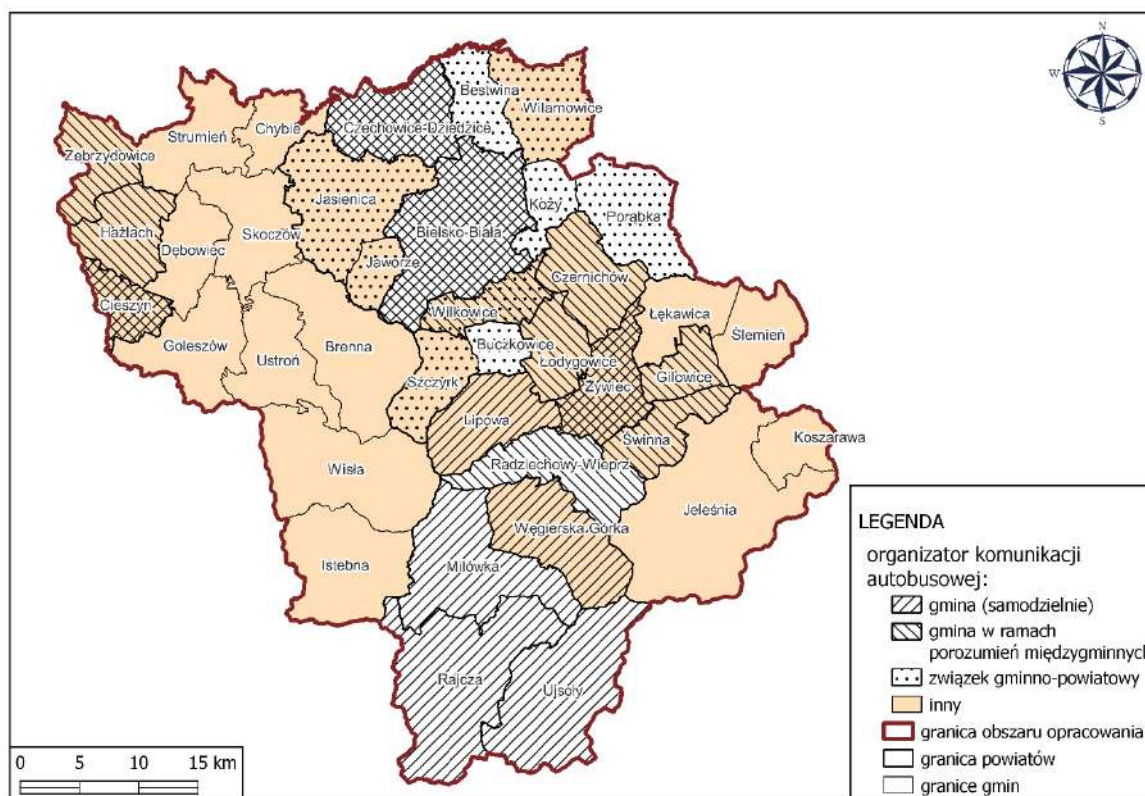 N
W
E
S
Bestwina
Wilamowice
Strumień
Chybie
Czechowice-Dziedzice
Zebrzydowice
Jasienica
Kozy
Porąbka
Hażlach
Skoczów
Bielsko-Biała
Dębowiec
Jaworze
Czernichów
Cieszyn
Wilkowice
Łękawica
Ślemień
Goleszów
Ustroń
Brenna
Buczkowice
Łodygowice
Gilowice
Szczyrk
Żywiec
Lipowa
Świnna
Koszarawa
Wisła
Radziechowy-Wieprz
Jeleśnia
Węgierska Górka
Istebna
Milówka
Rajcza
Ujsoły
LEGENDA
organizator komunikacji
autobusowej:
gmina (samodzielnie)
gmina w ramach
porozumień międzygminnych
związek gminno-powiatowy
inny
granica obszaru opracowania
granica powiatów
granice gmin
0 5 10 15 km